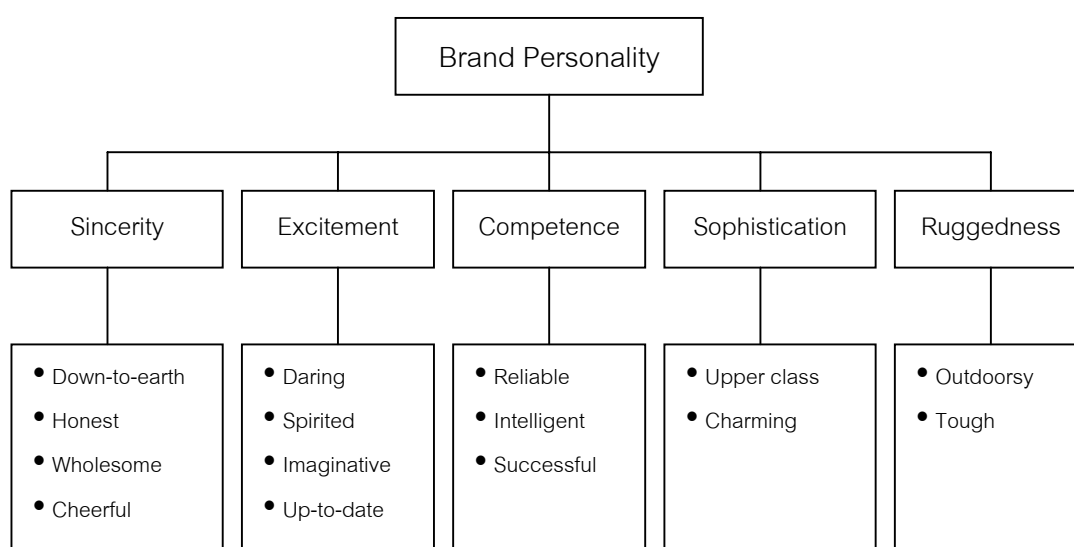 Brand Personality
Sincerity
Excitement
Competence
Sophistication
Ruggedness
• Down-to-earth
• Honest
• Wholesome
• Cheerful
• Daring
• Spirited
• Imaginative
• Up-to-date
• Reliable
• Intelligent
• Successful
• Upper class
• Charming
• Outdoorsy
• Tough